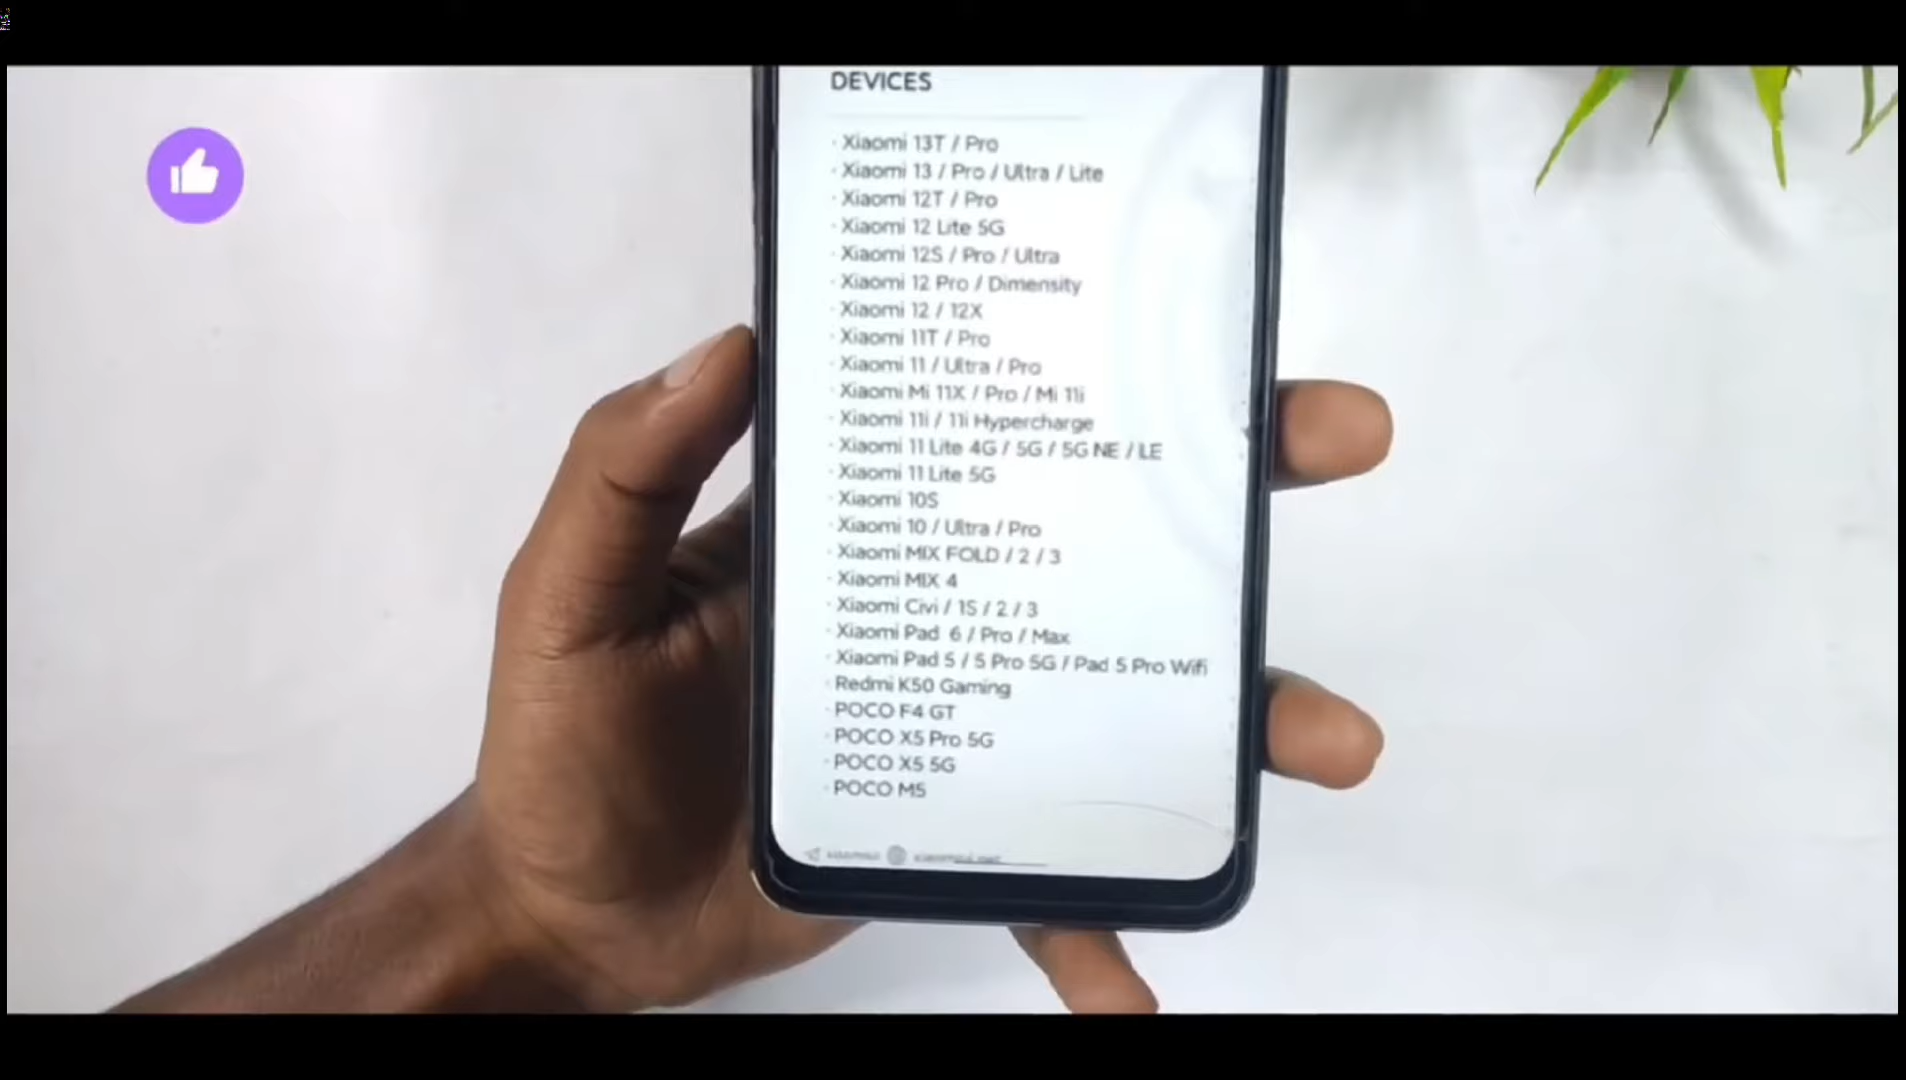 DEVICES
· Xiaomi 13T / Pro
· Xiaomi 13 / Pro / Ultra / Lite
· Xiaomi 12T / Pro
· Xiaomi 12 Lite 5G
· Xiaomi 12S / Pro / Ultra
· Xiaomi 12 Pro / Dimensity
· Xiaomi 12 / 12X
· Xiaomi 11T / Pro
· Xiaomi 11 / Ultra / Pro
· Xiaomi Mi 11X / Pro / Mi 11i
· Xiaomi 11i / 11i Hypercharge
· Xiaomi 11 Lite 4G / 5G / 5G NE / LE
· Xiaomi 11 Lite 5G
· Xiaomi 10S
· Xiaomi 10 / Ultra / Pro
· Xiaomi MIX FOLD / 2 / 3
· Xiaomi MIX 4
· Xiaomi Civi / 1S / 2 / 3
· Xiaomi Pad 6 / Pro / Max
· Xiaomi Pad 5 / 5 Pro 5G / Pad 5 Pro Wifi
· Redmi K50 Gaming
· POCO F4 GT
· POCO X5 Pro 5G
· POCO X5 5G
· POCO M5